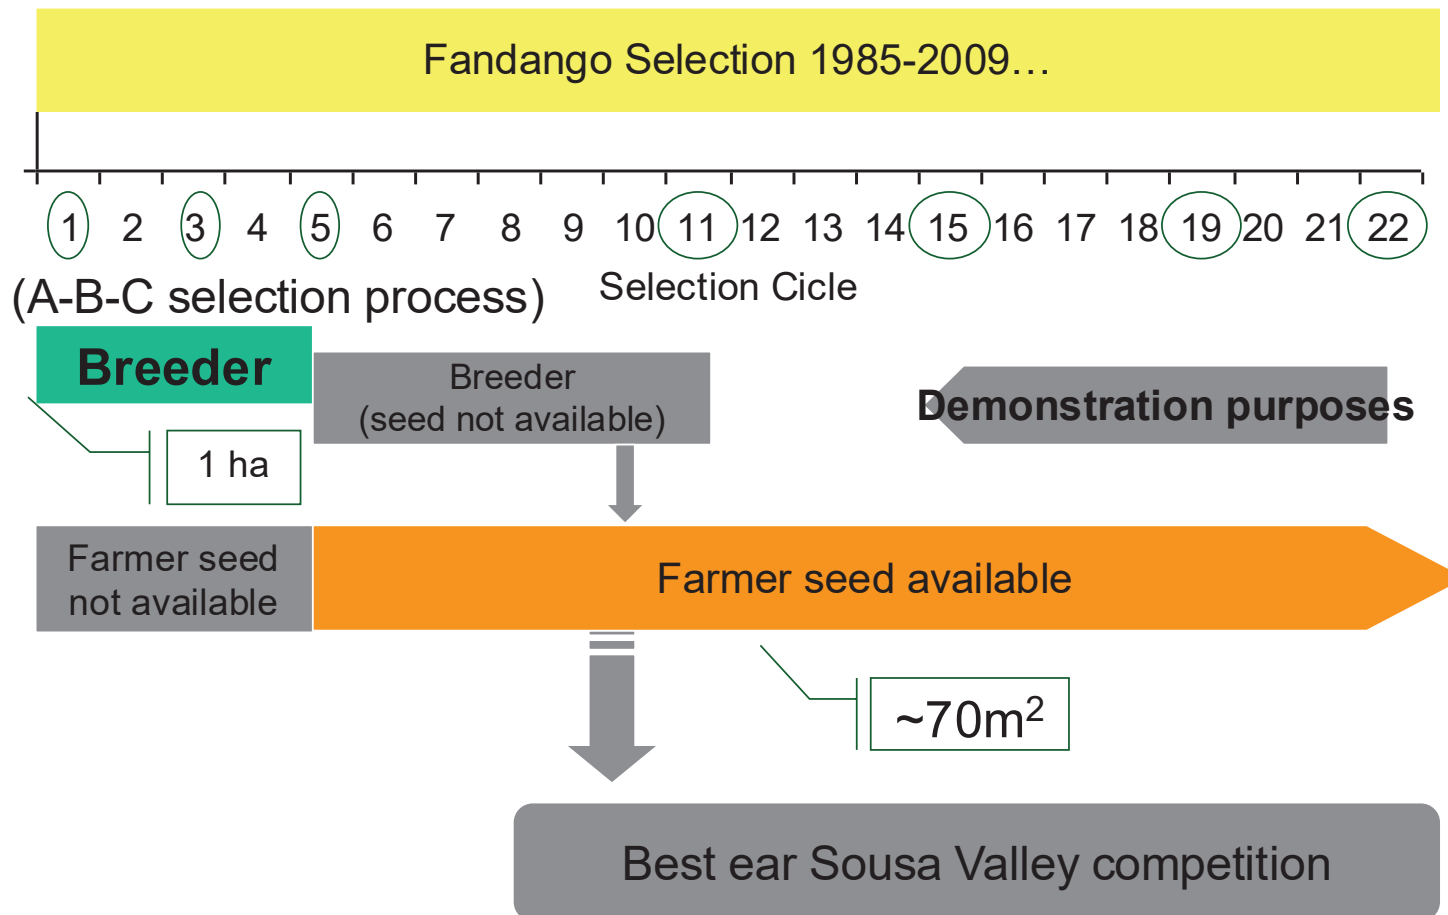 Fandango Selection 1985-2009…
1 2 3 4 5 6 7 8 9 10 11 12 13 14 15 16 17 18 19 20 21 22
(A-B-C selection process)
Selection Cicle
Breeder
Breeder
(seed not available)
Demonstration purposes
1 ha
Farmer seed
not available
Farmer seed available
~70m²
Best ear Sousa Valley competition